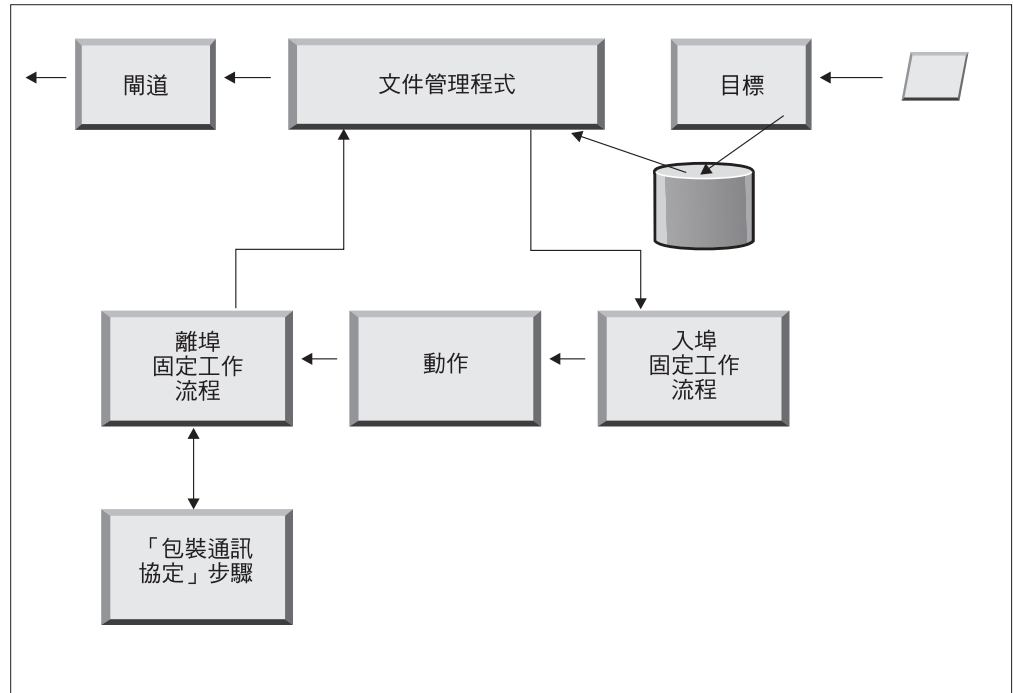 閘道
文件管理程式
目標
離埠
固定工作
流程
動作
入埠
固定工作
流程
「包裝通訊
協定」步驟